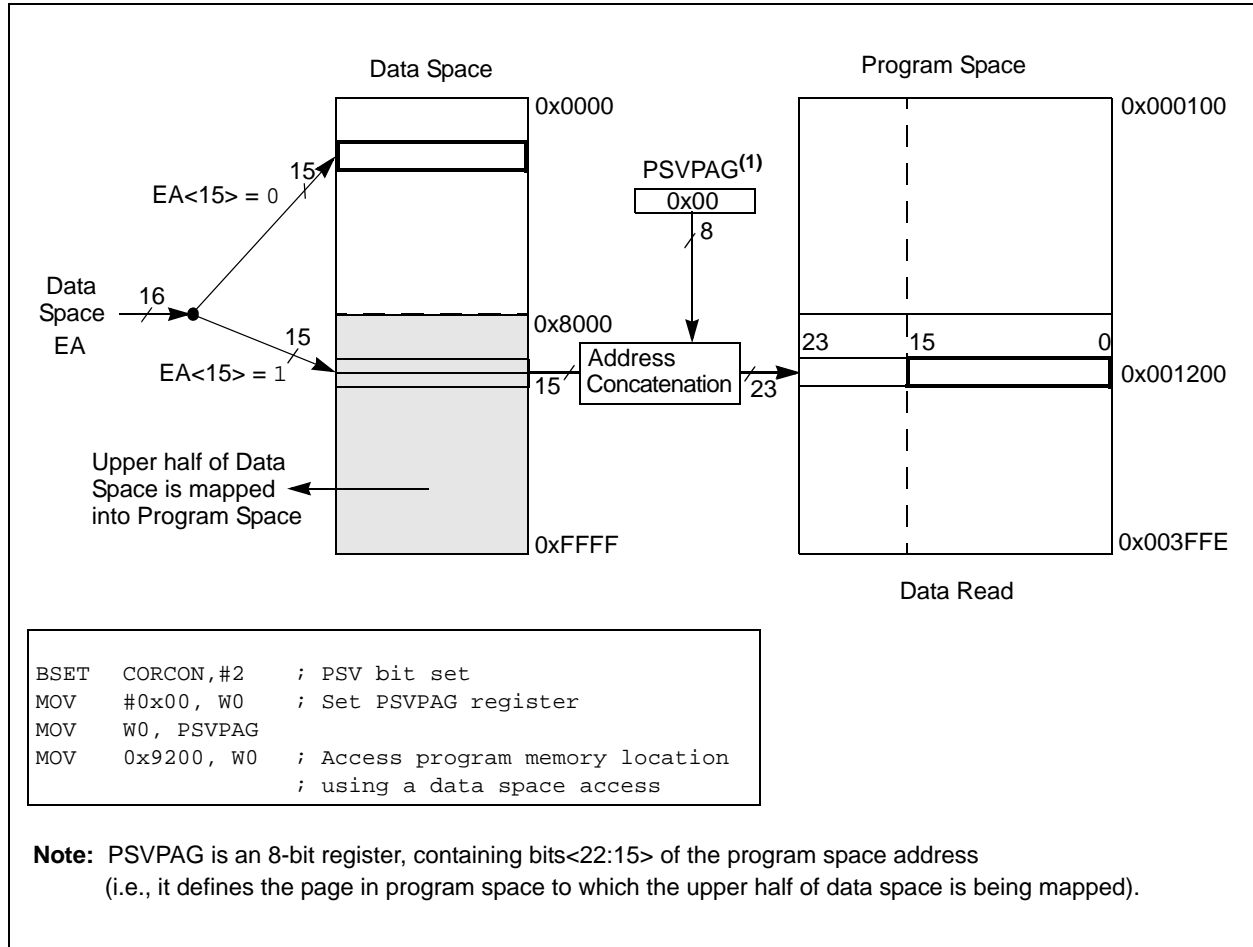 Data Space
Program Space
0x0000
0x000100
15
PSVPAG(1)
EA<15> = 0
0x00
8
Data
Space
EA
16
0x8000
15
EA<15> = 1
15
Address
Concatenation
23
23
15
0
0x001200
Upper half of Data
Space is mapped
into Program Space
0xFFFF
0x003FFE
Data Read
BSET CORCON,#2 ; PSV bit set
MOV #0x00, W0 ; Set PSVPAG register
MOV W0, PSVPAG
MOV 0x9200, W0 ; Access program memory location
; using a data space access
Note: PSVPAG is an 8-bit register, containing bits<22:15> of the program space address
(i.e., it defines the page in program space to which the upper half of data space is being mapped).